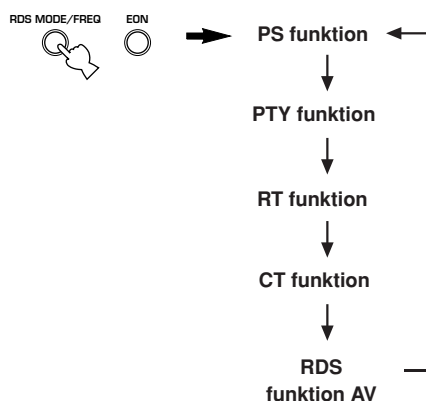 RDS MODE/FREQ EON
PS funktion
PTY funktion
RT funktion
CT funktion
RDS
funktion AV